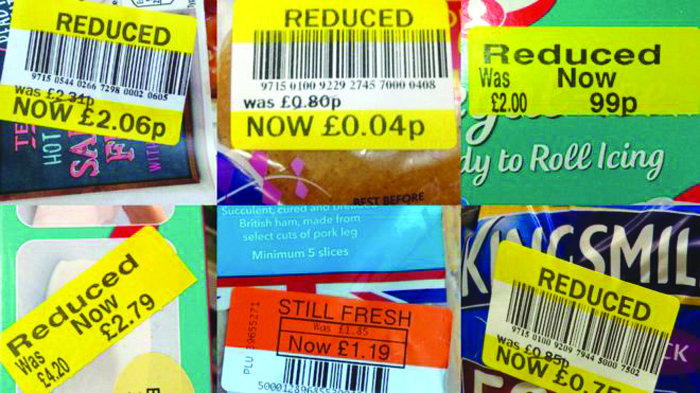 REDUCED
9715 0544 0266 7298 0002 0605
was £2.31p
NOW £2.06p
HOT
WITH
REDUCED
9715 0100 9229 2745 7000 0408
was £0.80p
NOW £0.04p
BEST BEFORE
Reduced
Was Now
£2.00 99p
dy to Roll Icing
Reduced
Was Now
£4.20 £2.79
Succulent, cured and breaded
British ham, made from
select cuts of pork leg
Minimum 5 slices
STILL FRESH
Was £1.85
Now £1.19
PLU
KINGSMIL
REDUCED
9715 0100 9209 7944 5000 7502
was £0.85p
NOW £0.75